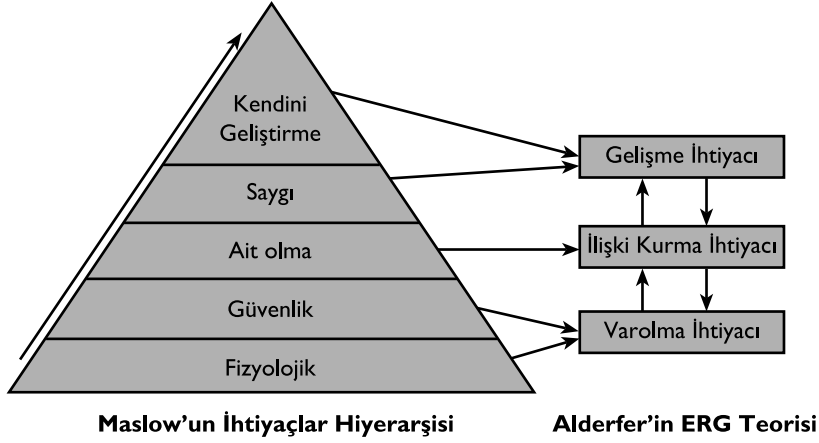 Kendini
Geliştirme
Saygı
Ait olma
Güvenlik
Fizyolojik
Gelişme İhtiyacı
İlişki Kurma İhtiyacı
Varolma İhtiyacı
Maslow’un İhtiyaçlar Hiyerarşisi
Alderfer’in ERG Teorisi